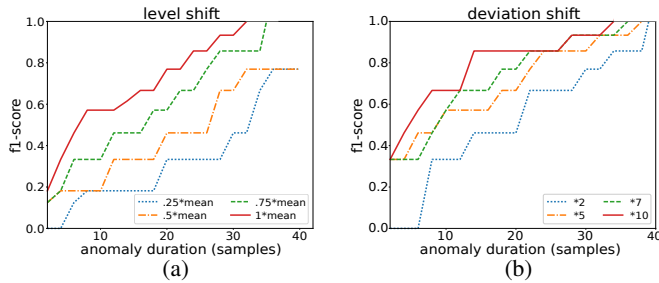 level shift
f1-score
1.0
0.8
0.6
0.4
0.2
0.0
10 20 30 40
anomaly duration (samples)
.25*mean .75*mean
.5*mean 1*mean
(a)
deviation shift
f1-score
1.0
0.8
0.6
0.4
0.2
0.0
10 20 30 40
anomaly duration (samples)
*2 *7
*5 *10
(b)